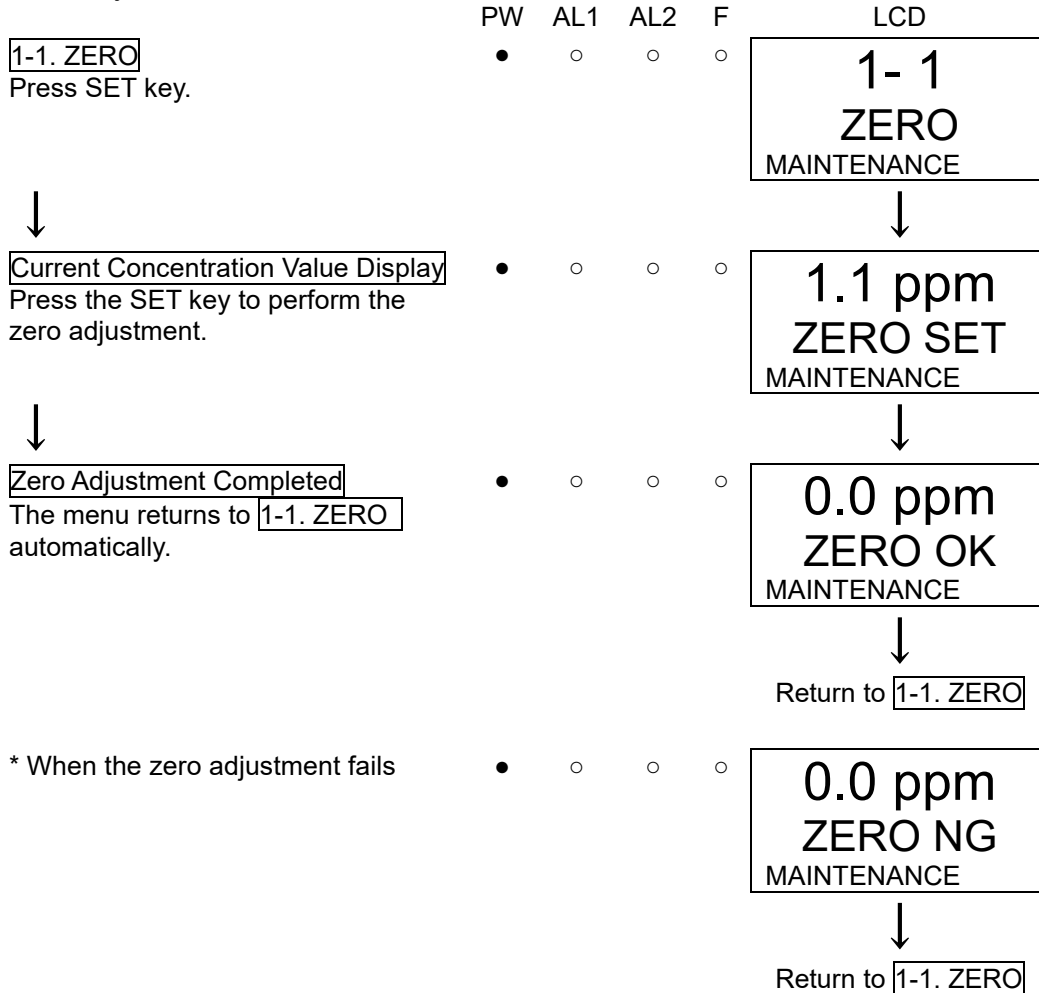 PW AL1 AL2 F LCD
1-1. ZERO
Press SET key.
● ○ ○ ○
1- 1
ZERO
MAINTENANCE
↓ ↓
Current Concentration Value Display
Press the SET key to perform the
zero adjustment.
● ○ ○ ○
1.1 ppm
ZERO SET
MAINTENANCE
↓ ↓
Zero Adjustment Completed
The menu returns to 1-1. ZERO
automatically.
● ○ ○ ○
0.0 ppm
ZERO OK
MAINTENANCE
↓
Return to 1-1. ZERO
* When the zero adjustment fails
● ○ ○ ○
0.0 ppm
ZERO NG
MAINTENANCE
↓
Return to 1-1. ZERO